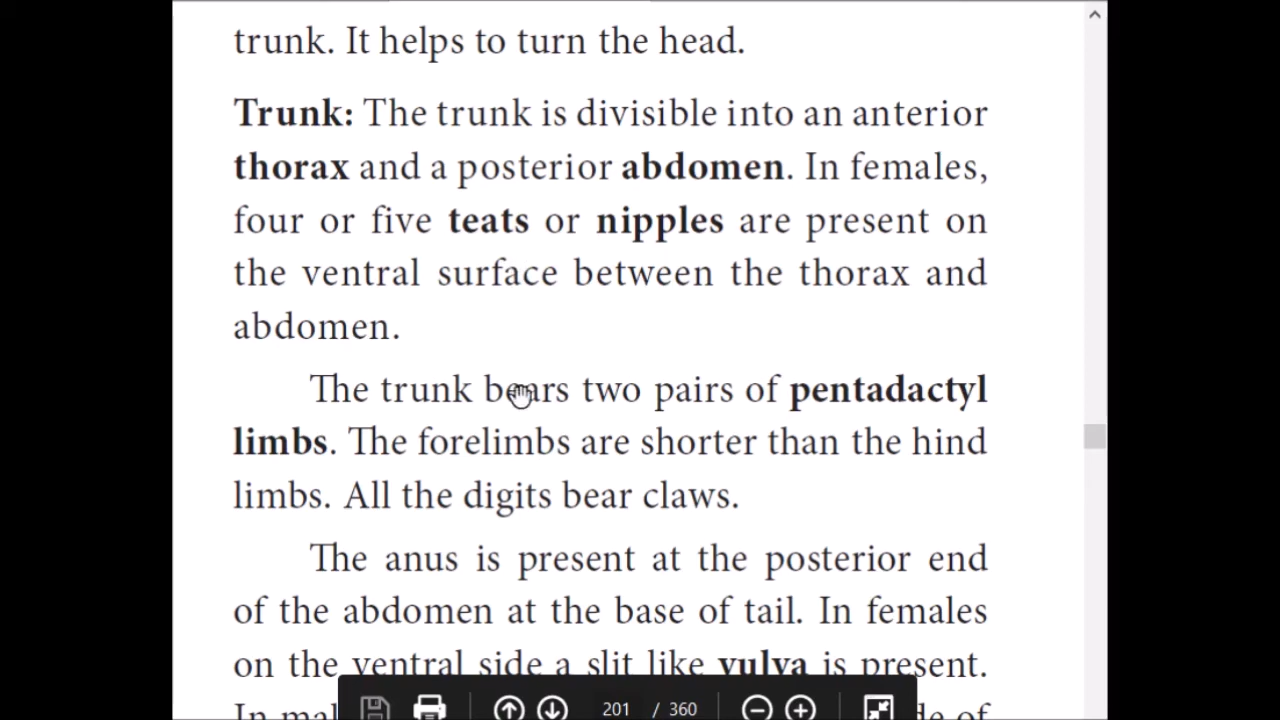 trunk. It helps to turn the head.
Trunk: The trunk is divisible into an anterior
thorax and a posterior abdomen. In females,
four or five teats or nipples are present on
the ventral surface between the thorax and
abdomen.
The trunk bears two pairs of pentadactyl
limbs. The forelimbs are shorter than the hind
limbs. All the digits bear claws.
The anus is present at the posterior end
of the abdomen at the base of tail. In females
on the ventral side a slit like vulva is present.
In
of
201 / 360